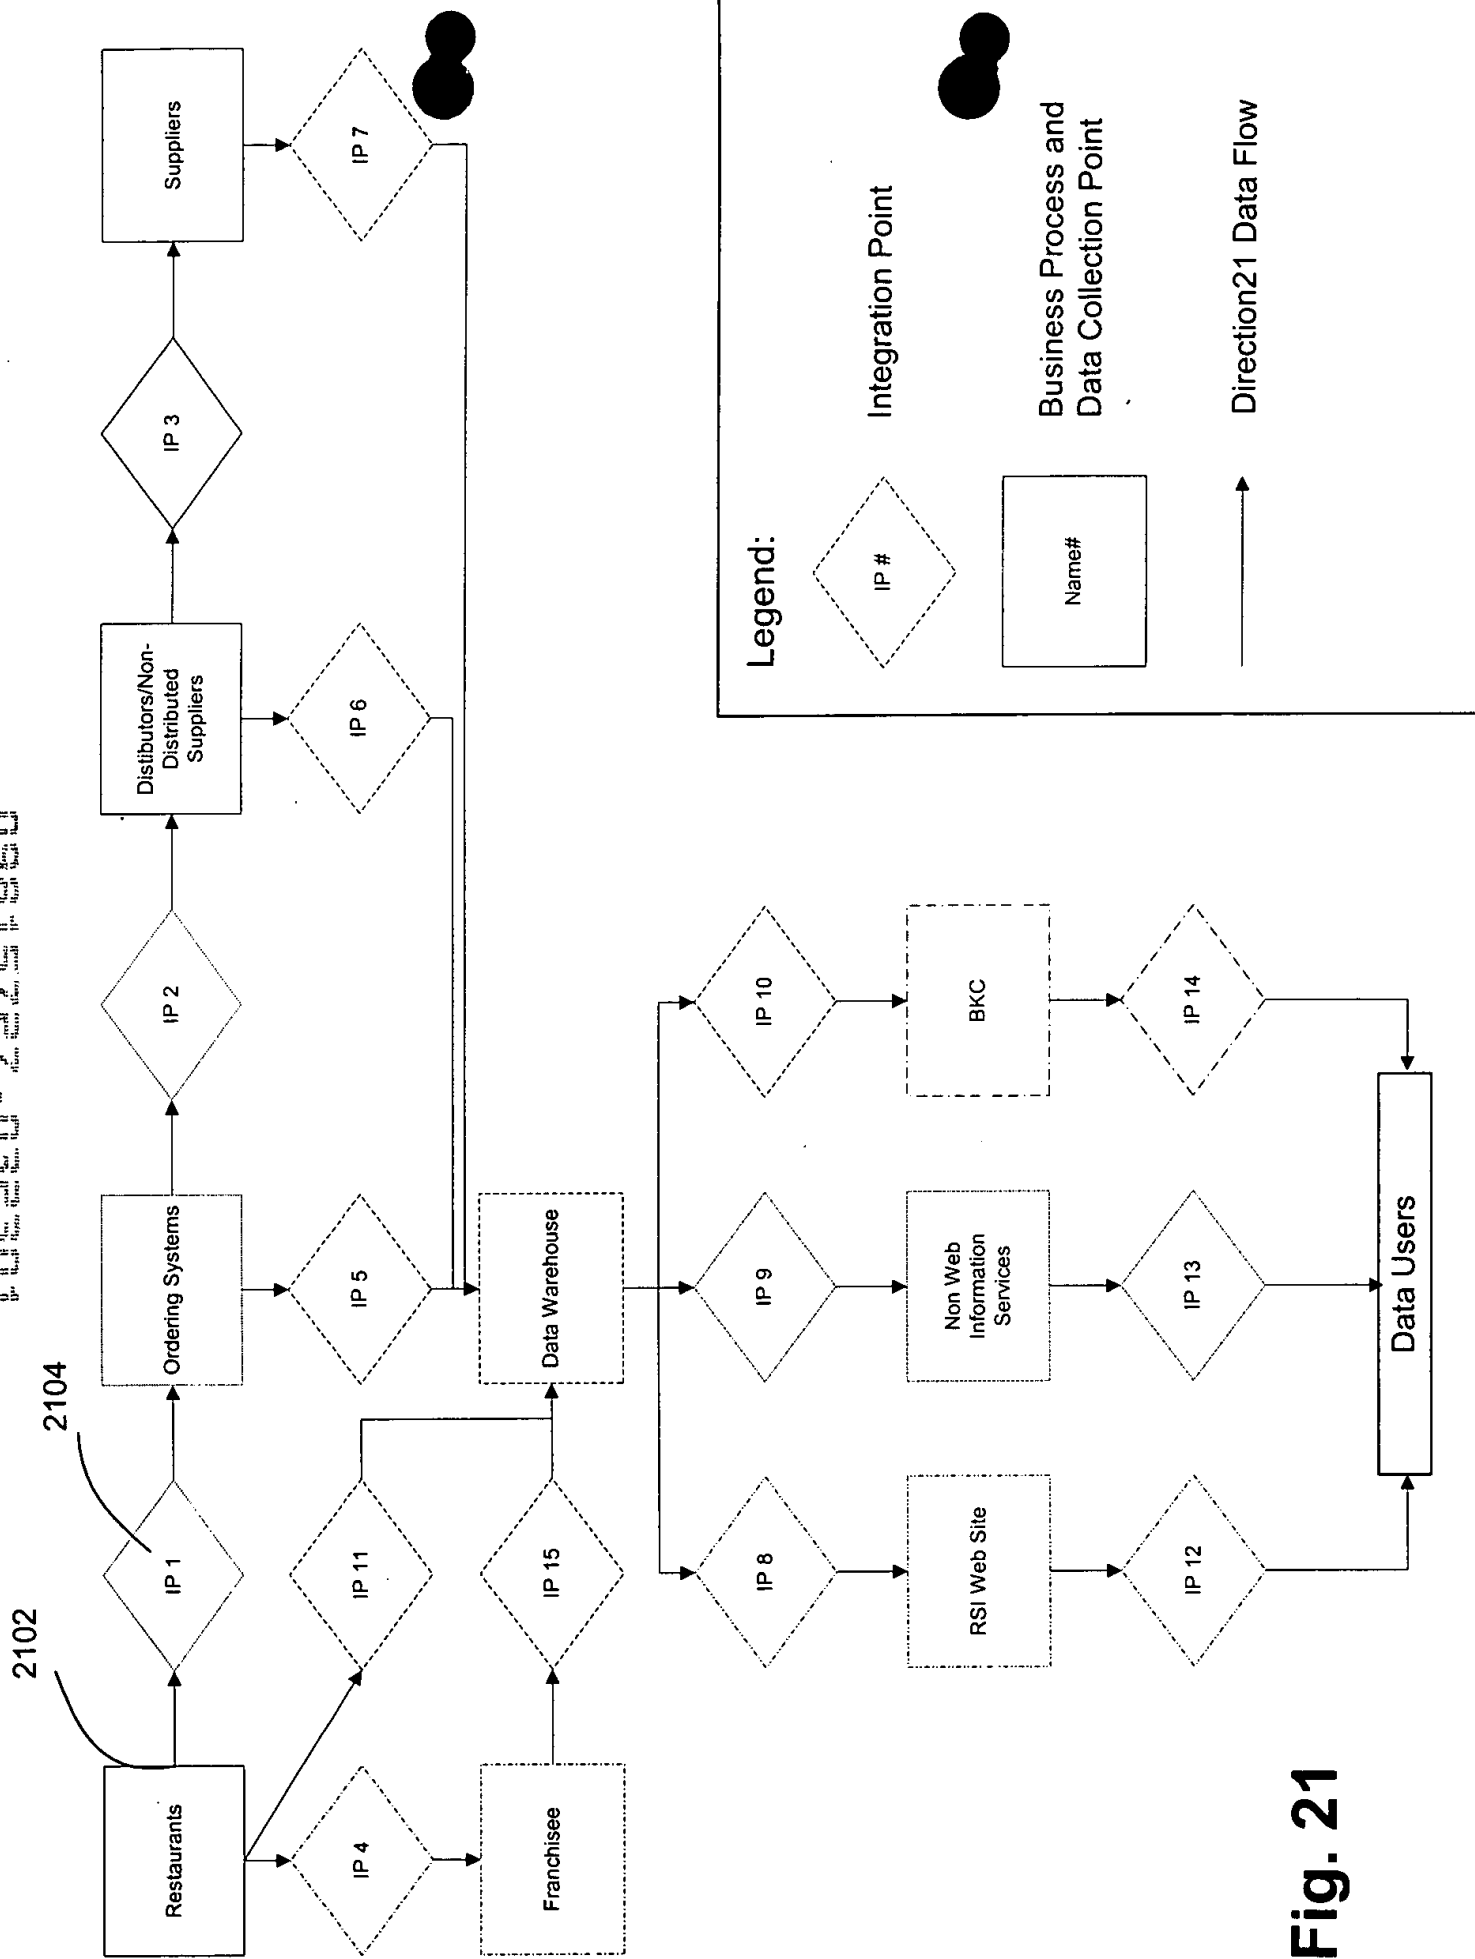 2102
2104
Restaurants
IP 1
Ordering Systems
IP 2
Distibutors/Non-
Distributed
Suppliers
IP 3
Suppliers
IP 4
IP 11
IP 5
IP 6
IP 7
Franchisee
IP 15
Data Warehouse
IP 8
IP 9
IP 10
RSI Web Site
Non Web
Information
Services
BKC
IP 12
IP 13
IP 14
Data Users
Legend:
IP #
Integration Point
Name#
Business Process and
Data Collection Point
Direction21 Data Flow
Fig. 21